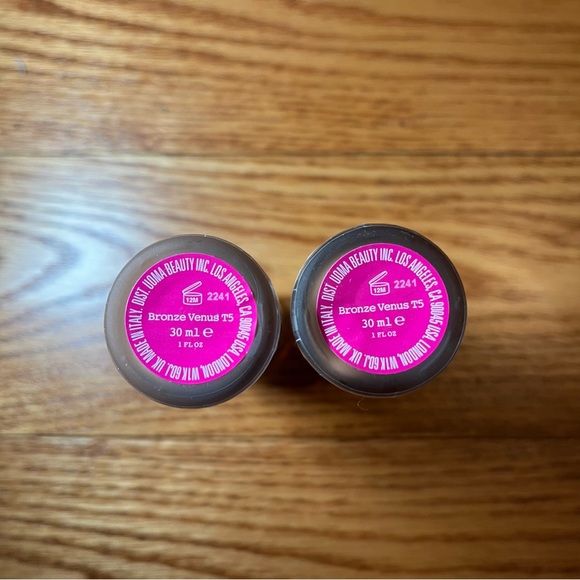 DIST. UOMA BEAUTY INC. LOS ANGELES, CA 90045 USA. LONDON, W1K 6DJ. UK. MADE IN ITALY.
12M
2241
Bronze Venus T5
30 ml e
1 FL OZ
DIST. UOMA BEAUTY INC. LOS ANGELES, CA 90045 USA. LONDON, W1K 6DJ. UK. MADE IN ITALY.
12M
2241
Bronze Venus T5
30 ml e
1 FL OZ